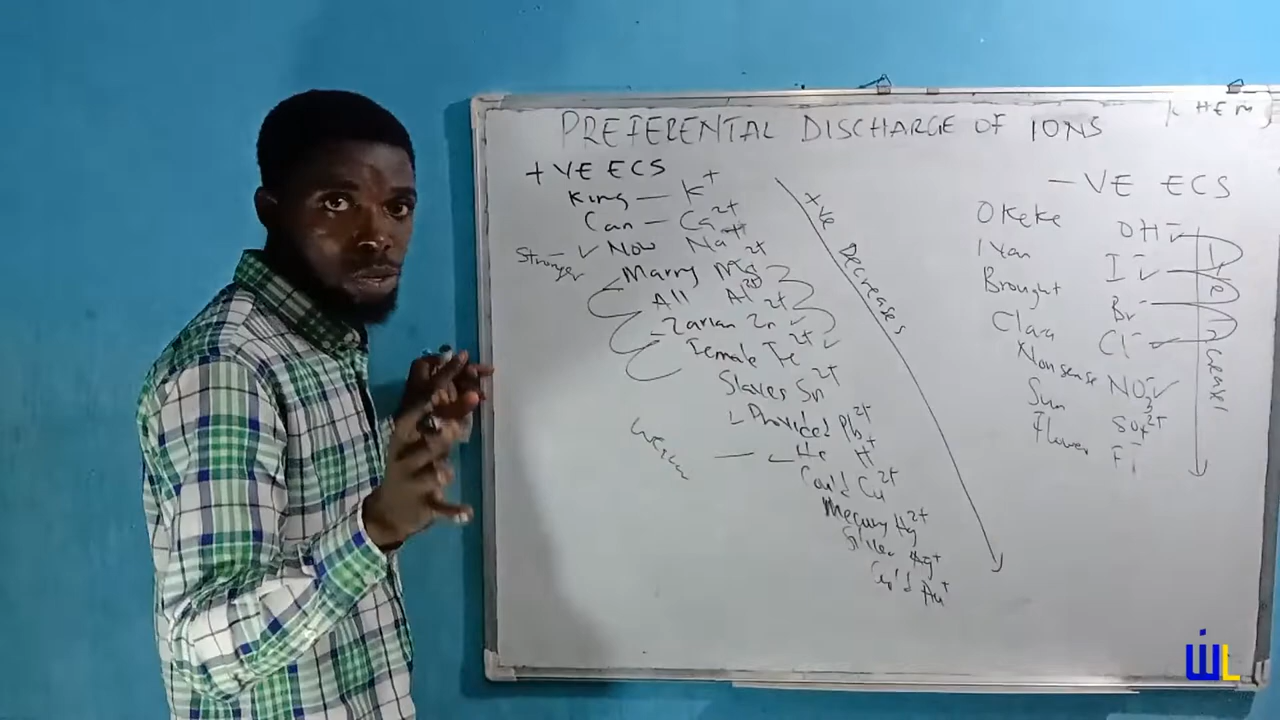 PREFERENTAL DISCHARGE OF IONS
+VE ECS
King — K+
Can — Ca2+
Stronger ✓ Now Na+
Marry Mg2+
All Al3+
Zarian Zn2+
Female Fe2+
Slaves Sn2+
Provided Pb2+
He H+
Could Cu2+
Mercury Hg2+
Silver Ag+
Gold Au+
+ve Decreases
-VE ECS
Okeke OH-
Iyan I-
Brought Br-
Clara Cl-
Nonsense NO3-
Sun SO42+
Flower F-
WL